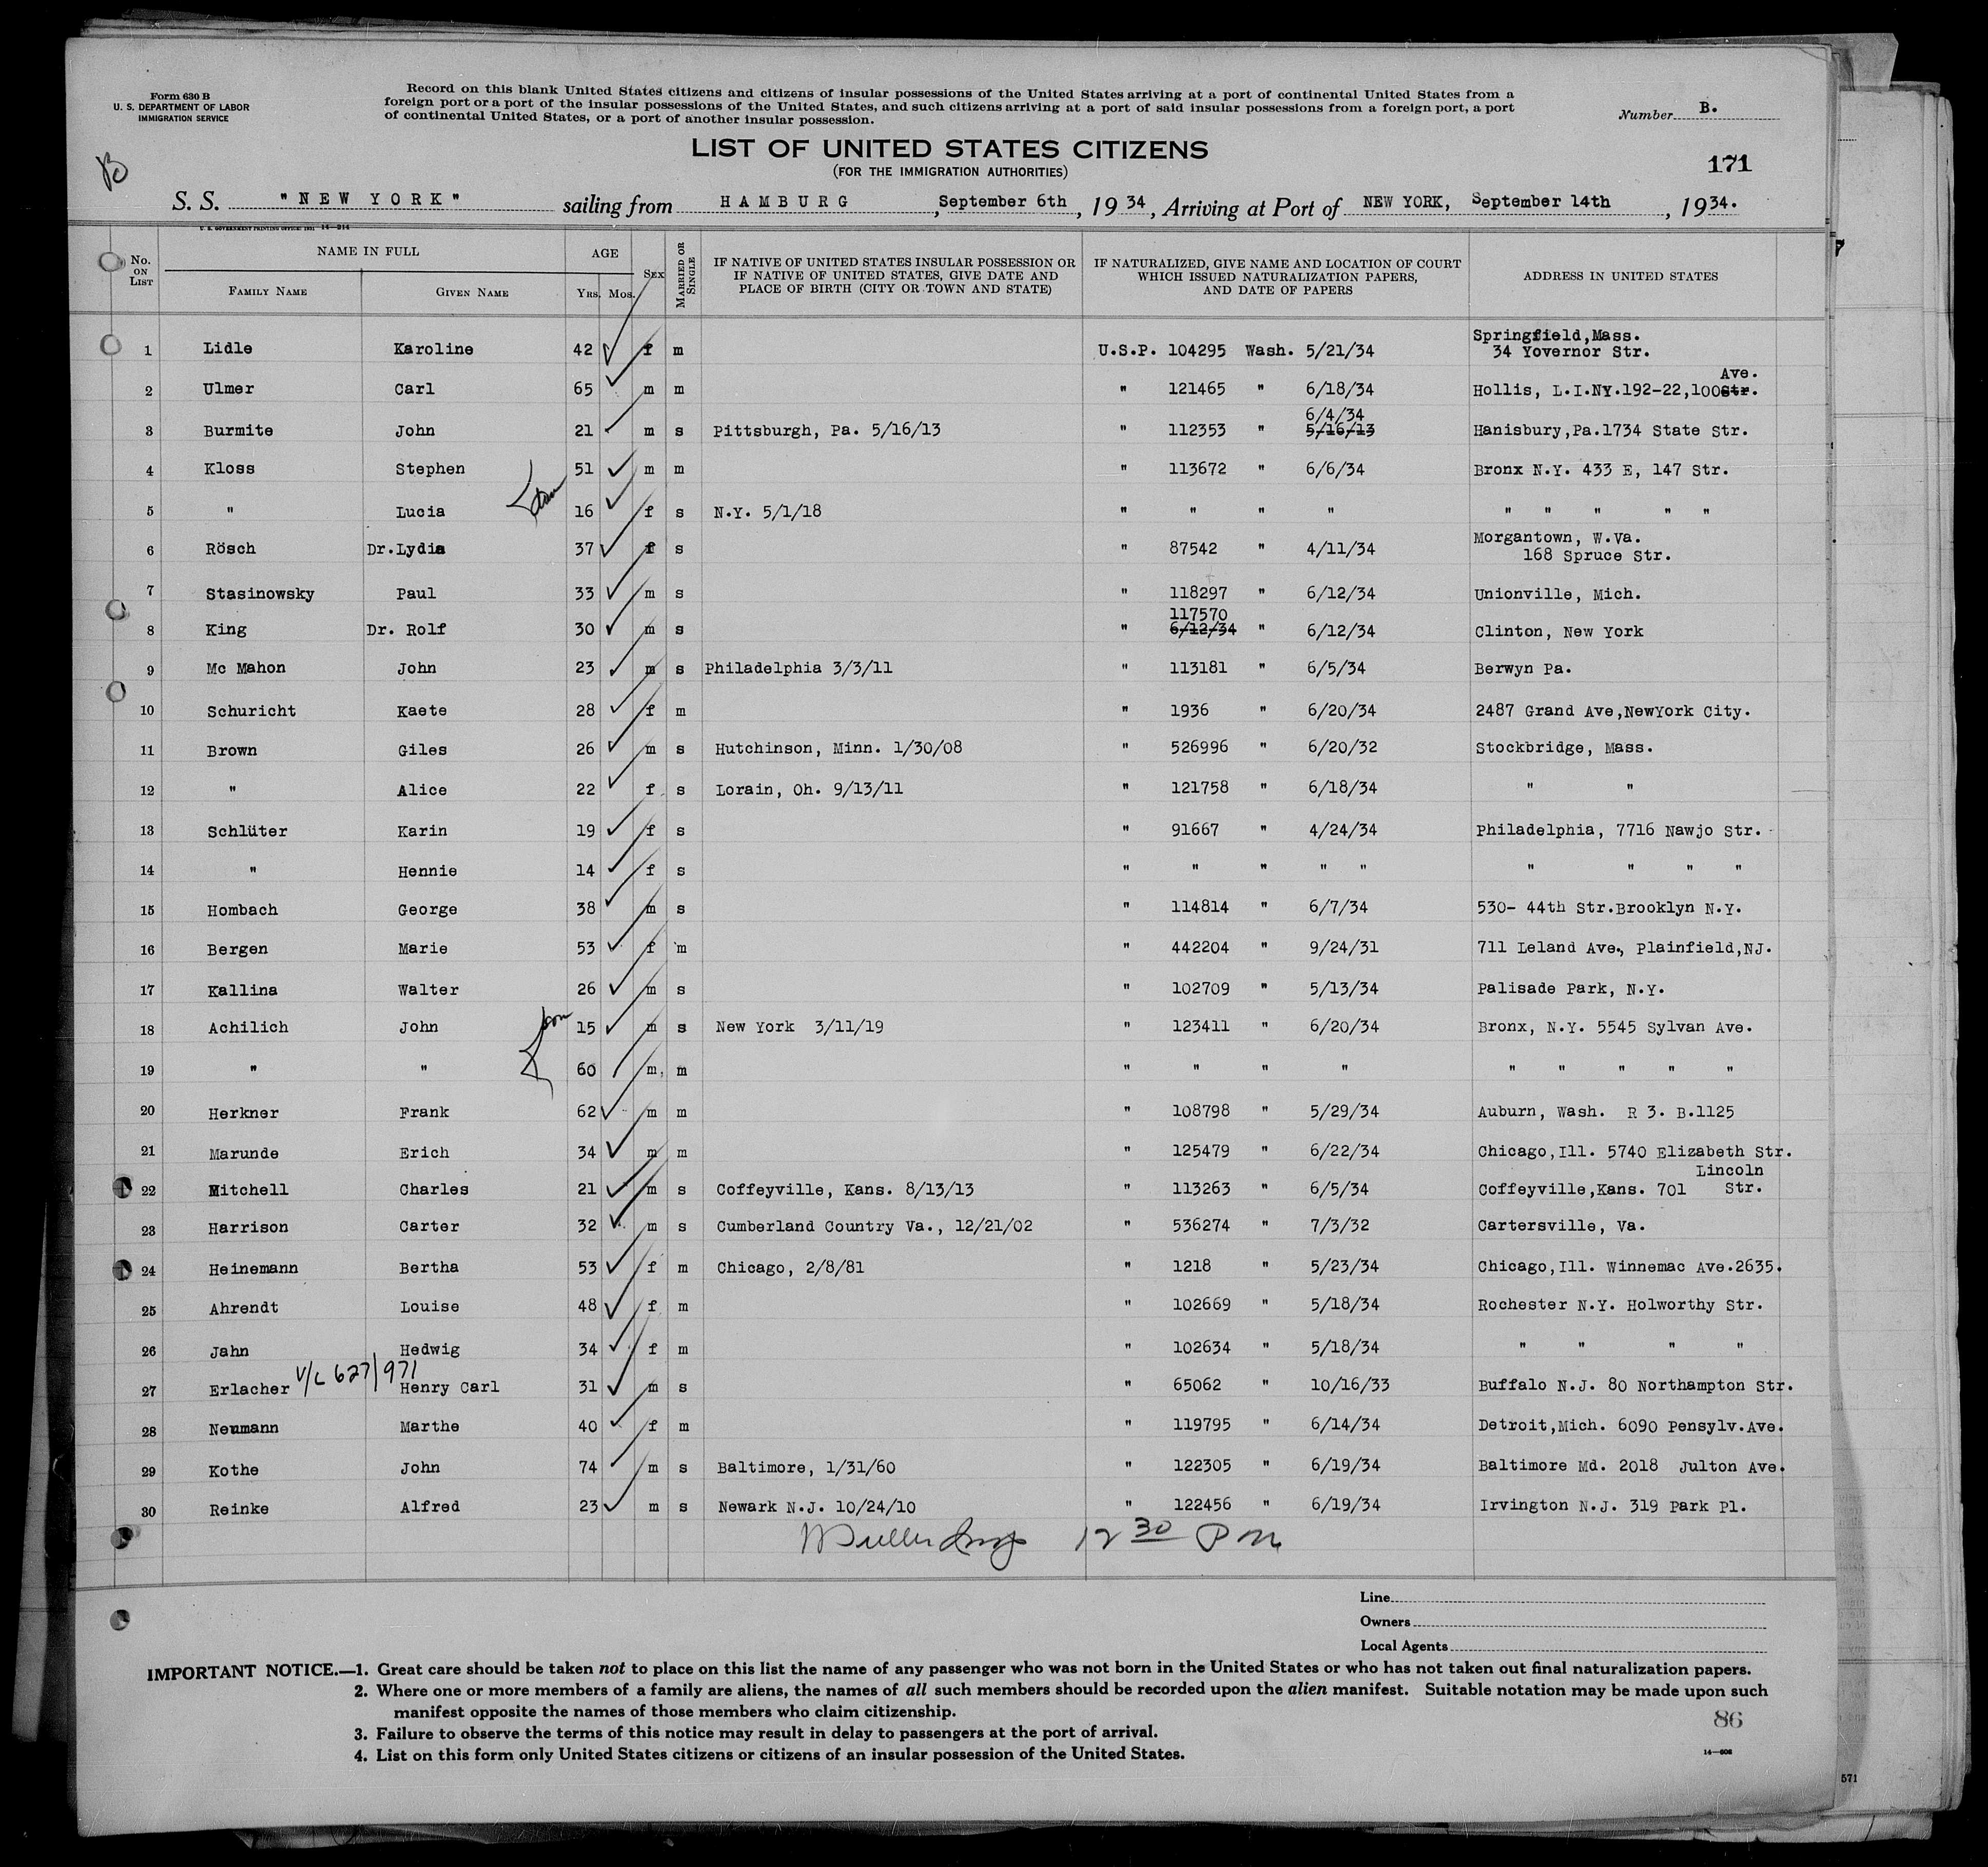 Form 630 B
U. S. DEPARTMENT OF LABOR
IMMIGRATION SERVICE
Record on this blank United States citizens and citizens of insular possessions of the United States arriving at a port of continental United States from a
foreign port or a port of the insular possessions of the United States, and such citizens arriving at a port of said insular possessions from a foreign port, a port
of continental United States, or a port of another insular possession.
Number B.
B
LIST OF UNITED STATES CITIZENS
(FOR THE IMMIGRATION AUTHORITIES)
171
S. S. "NEW YORK" sailing from HAMBURG, September 6th, 1934, Arriving at Port of NEW YORK, September 14th, 1934.
U. S. GOVERNMENT PRINTING OFFICE: 1931 14—214
No. ON LIST NAME IN FULL FAMILY NAME GIVEN NAME AGE YRS. MOS. SEX MARRIED OR SINGLE IF NATIVE OF UNITED STATES INSULAR POSSESSION OR IF NATIVE OF UNITED STATES, GIVE DATE AND PLACE OF BIRTH (CITY OR TOWN AND STATE) IF NATURALIZED, GIVE NAME AND LOCATION OF COURT WHICH ISSUED NATURALIZATION PAPERS, AND DATE OF PAPERS ADDRESS IN UNITED STATES
1 Lidle Karoline 42 f m U.S.P. 104295 Wash. 5/21/34 Springfield,Mass. 34 Yovernor Str.
2 Ulmer Carl 65 m m " 121465 " 6/18/34 Hollis, L.I.NY.192-22,100 Str. Ave.
3 Burmite John 21 m s Pittsburgh, Pa. 5/16/13 " 112353 " 6/4/34 5/16/13 Hanisbury,Pa.1734 State Str.
4 Kloss Stephen 51 m m " 113672 " 6/6/34 Bronx N.Y. 433 E, 147 Str.
5 " Lucia 16 f s N.Y. 5/1/18 " " " " " " " " "
6 Rösch Dr.Lydia 37 f s " 87542 " 4/11/34 Morgantown, W.Va. 168 Spruce Str.
7 Stasinowsky Paul 33 m s " 118297 " 6/12/34 Unionville, Mich.
8 King Dr. Rolf 30 m s " 117570 6/12/34 " 6/12/34 Clinton, New York
9 Mc Mahon John 23 m s Philadelphia 3/3/11 " 113181 " 6/5/34 Berwyn Pa.
10 Schuricht Kaete 28 f m " 1936 " 6/20/34 2487 Grand Ave,NewYork City.
11 Brown Giles 26 m s Hutchinson, Minn. 1/30/08 " 526996 " 6/20/32 Stockbridge, Mass.
12 " Alice 22 f s Lorain, Oh. 9/13/11 " 121758 " 6/18/34 " "
13 Schlüter Karin 19 f s " 91667 " 4/24/34 Philadelphia, 7716 Nawjo Str.
14 " Hennie 14 f s " " " " " " " " "
15 Hombach George 38 m s " 114814 " 6/7/34 530- 44th Str.Brooklyn N.Y.
16 Bergen Marie 53 f m " 442204 " 9/24/31 711 Leland Ave., Plainfield,NJ.
17 Kallina Walter 26 m s " 102709 " 5/13/34 Palisade Park, N.Y.
18 Achilich John son 15 m s New York 3/11/19 " 123411 " 6/20/34 Bronx, N.Y. 5545 Sylvan Ave.
19 " " 60 m. m " " " " " " " " "
20 Herkner Frank 62 m m " 108798 " 5/29/34 Auburn, Wash. R 3. B.1125
21 Marunde Erich 34 m m " 125479 " 6/22/34 Chicago,Ill. 5740 Elizabeth Str.
22 Mitchell Charles 21 m s Coffeyville, Kans. 8/13/13 " 113263 " 6/5/34 Coffeyville,Kans. 701 Lincoln Str.
23 Harrison Carter 32 m s Cumberland Country Va., 12/21/02 " 536274 " 7/3/32 Cartersville, Va.
24 Heinemann Bertha 53 f m Chicago, 2/8/81 " 1218 " 5/23/34 Chicago,Ill. Winnemac Ave.2635.
25 Ahrendt Louise 48 f m " 102669 " 5/18/34 Rochester N.Y. Holworthy Str.
26 Jahn Hedwig 34 f m " 102634 " 5/18/34 " " " "
27 Erlacher V/L 627/971 Henry Carl 31 m s " 65062 " 10/16/33 Buffalo N.J. 80 Northampton Str.
28 Neumann Marthe 40 f m " 119795 " 6/14/34 Detroit,Mich. 6090 Pensylv.Ave.
29 Kothe John 74 m s Baltimore, 1/31/60 " 122305 " 6/19/34 Baltimore Md. 2018 Julton Ave.
30 Reinke Alfred 23 m s Newark N.J. 10/24/10 " 122456 " 6/19/34 Irvington N.J. 319 Park Pl.
12 30 PM
Line
Owners
Local Agents
IMPORTANT NOTICE.—1. Great care should be taken not to place on this list the name of any passenger who was not born in the United States or who has not taken out final naturalization papers.
2. Where one or more members of a family are aliens, the names of all such members should be recorded upon the alien manifest. Suitable notation may be made upon such
manifest opposite the names of those members who claim citizenship.
3. Failure to observe the terms of this notice may result in delay to passengers at the port of arrival.
4. List on this form only United States citizens or citizens of an insular possession of the United States.
86
571